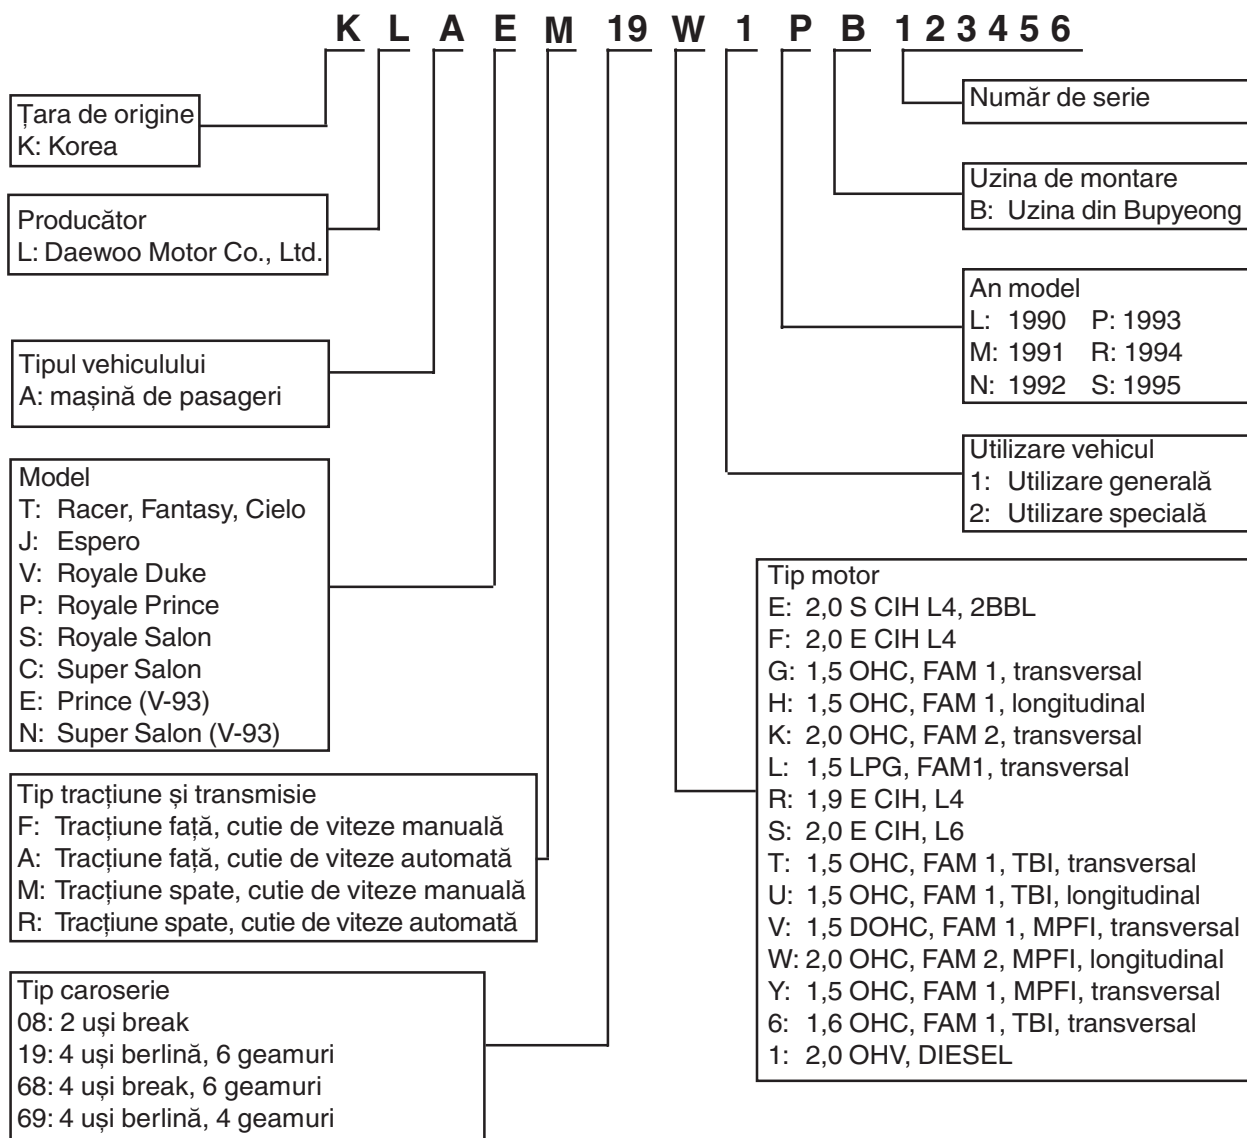 K L A E M 19 W 1 P B 1 2 3 4 5 6
Țara de origine
K: Korea
Producător
L: Daewoo Motor Co., Ltd.
Tipul vehiculului
A: mașină de pasageri
Model
T: Racer, Fantasy, Cielo
J: Espero
V: Royale Duke
P: Royale Prince
S: Royale Salon
C: Super Salon
E: Prince (V-93)
N: Super Salon (V-93)
Tip tracțiune și transmisie
F: Tracțiune față, cutie de viteze manuală
A: Tracțiune față, cutie de viteze automată
M: Tracțiune spate, cutie de viteze manuală
R: Tracțiune spate, cutie de viteze automată
Tip caroserie
08: 2 uși break
19: 4 uși berlină, 6 geamuri
68: 4 uși break, 6 geamuri
69: 4 uși berlină, 4 geamuri
Număr de serie
Uzina de montare
B: Uzina din Bupyeong
An model
L: 1990 P: 1993
M: 1991 R: 1994
N: 1992 S: 1995
Utilizare vehicul
1: Utilizare generală
2: Utilizare specială
Tip motor
E: 2,0 S CIH L4, 2BBL
F: 2,0 E CIH L4
G: 1,5 OHC, FAM 1, transversal
H: 1,5 OHC, FAM 1, longitudinal
K: 2,0 OHC, FAM 2, transversal
L: 1,5 LPG, FAM1, transversal
R: 1,9 E CIH, L4
S: 2,0 E CIH, L6
T: 1,5 OHC, FAM 1, TBI, transversal
U: 1,5 OHC, FAM 1, TBI, longitudinal
V: 1,5 DOHC, FAM 1, MPFI, transversal
W: 2,0 OHC, FAM 2, MPFI, longitudinal
Y: 1,5 OHC, FAM 1, MPFI, transversal
6: 1,6 OHC, FAM 1, TBI, transversal
1: 2,0 OHV, DIESEL